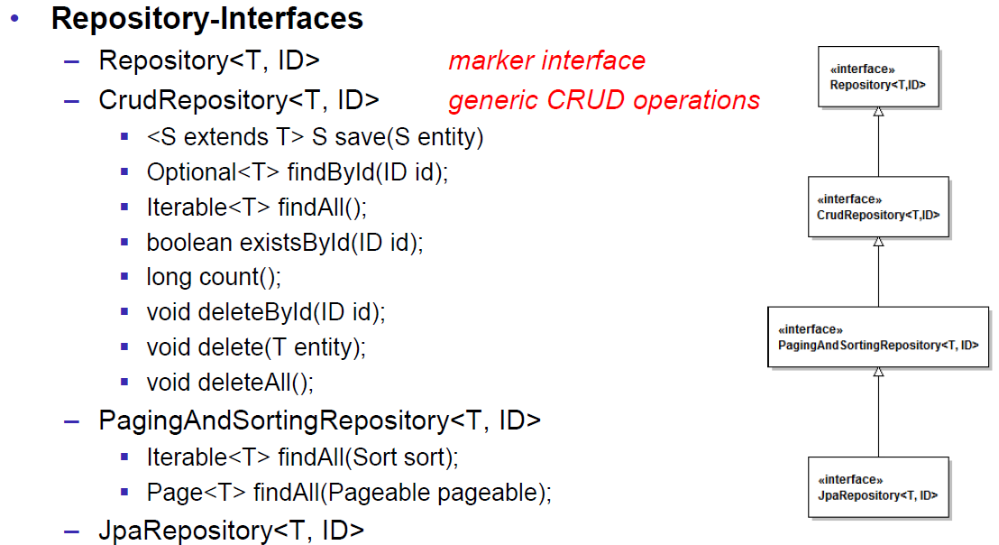 • Repository-Interfaces
– Repository<T, ID> marker interface
– CrudRepository<T, ID> generic CRUD operations
▪ <S extends T> S save(S entity)
▪ Optional<T> findById(ID id);
▪ Iterable<T> findAll();
▪ boolean existsById(ID id);
▪ long count();
▪ void deleteById(ID id);
▪ void delete(T entity);
▪ void deleteAll();
– PagingAndSortingRepository<T, ID>
▪ Iterable<T> findAll(Sort sort);
▪ Page<T> findAll(Pageable pageable);
– JpaRepository<T, ID>
«interface»
Repository<T,ID>
«interface»
CrudRepository<T,ID>
«interface»
PagingAndSortingRepository<T, ID>
«interface»
JpaRepository<T, ID>